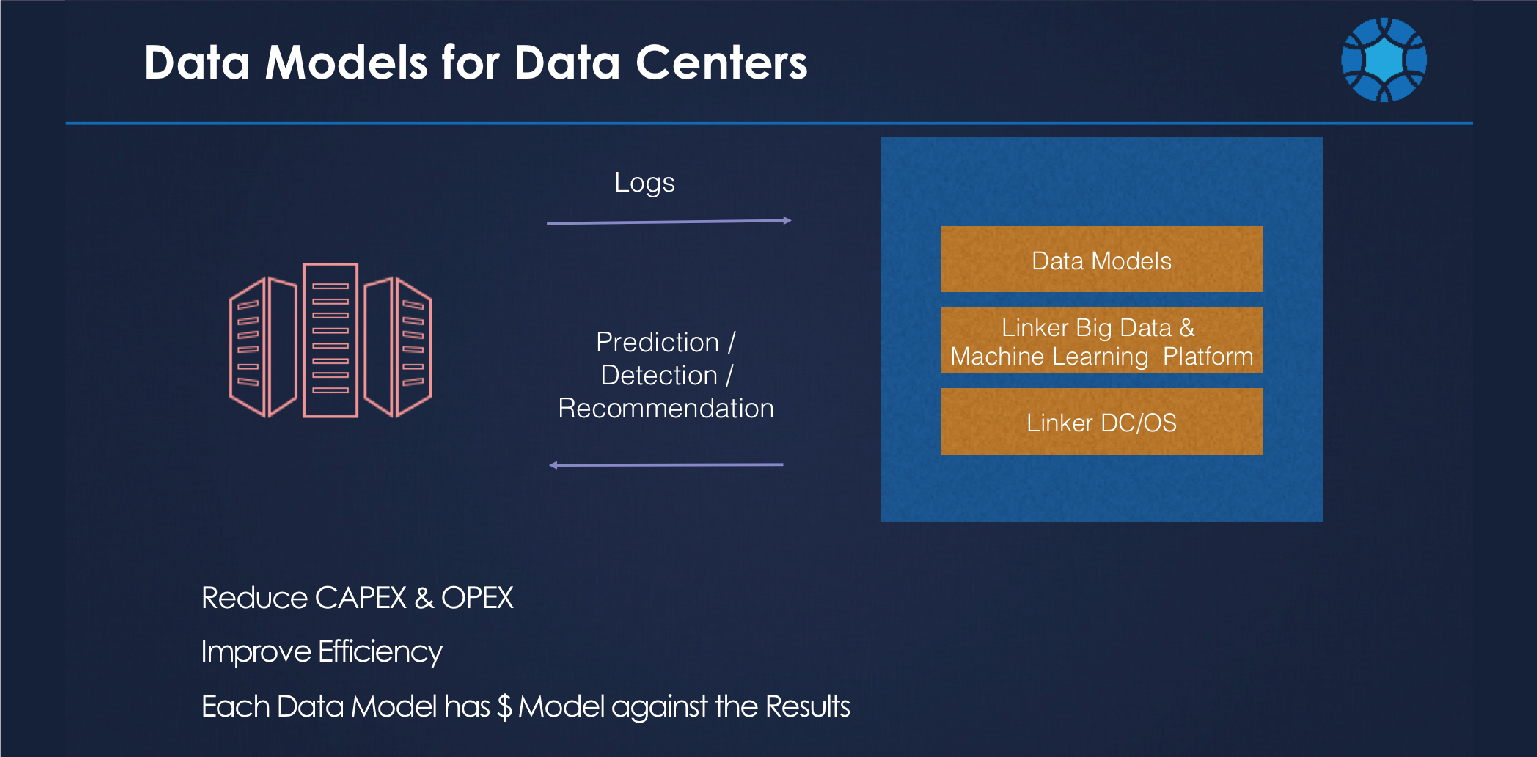 Data Models for Data Centers
Logs
Prediction /
Detection /
Recommendation
Data Models
Linker Big Data &
Machine Learning Platform
Linker DC/OS
Reduce CAPEX & OPEX
Improve Efficiency
Each Data Model has $ Model against the Results